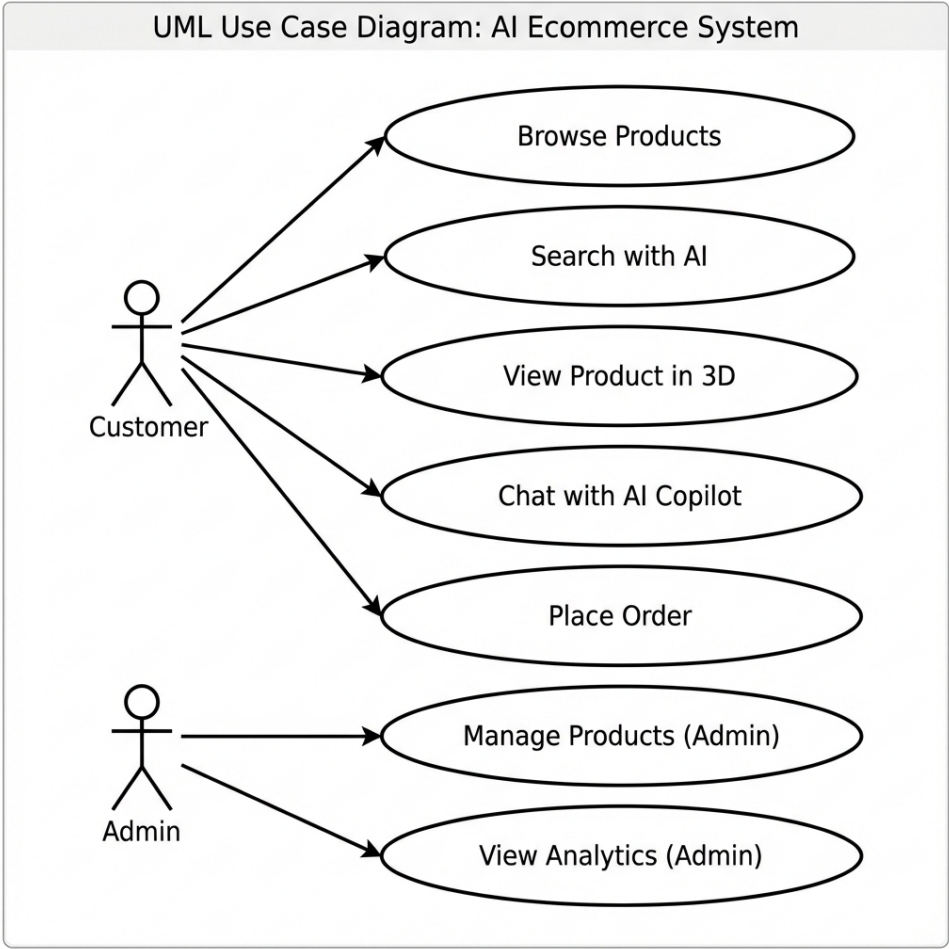 UML Use Case Diagram: AI Ecommerce System
Browse Products
Search with AI
View Product in 3D
Customer
Chat with AI Copilot
Place Order
Manage Products (Admin)
Admin
View Analytics (Admin)